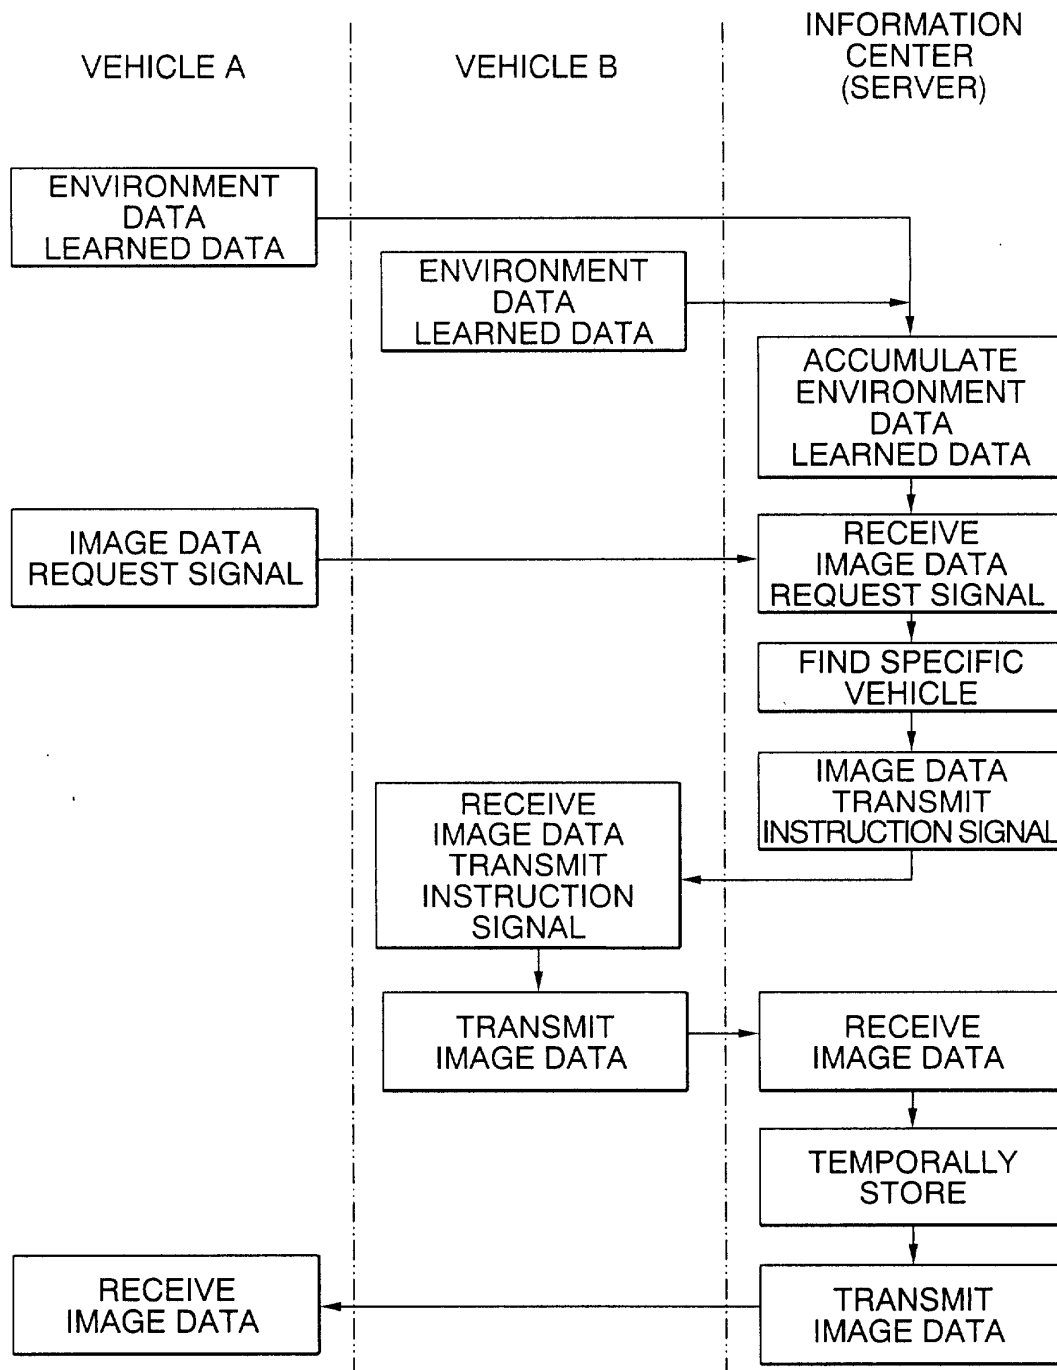 VEHICLE A
VEHICLE B
INFORMATION
CENTER
(SERVER)
ENVIRONMENT
DATA
LEARNED DATA
ENVIRONMENT
DATA
LEARNED DATA
ACCUMULATE
ENVIRONMENT
DATA
LEARNED DATA
IMAGE DATA
REQUEST SIGNAL
RECEIVE
IMAGE DATA
REQUEST SIGNAL
FIND SPECIFIC
VEHICLE
IMAGE DATA
TRANSMIT
INSTRUCTION SIGNAL
RECEIVE
IMAGE DATA
TRANSMIT
INSTRUCTION
SIGNAL
TRANSMIT
IMAGE DATA
RECEIVE
IMAGE DATA
TEMPORALLY
STORE
RECEIVE
IMAGE DATA
TRANSMIT
IMAGE DATA